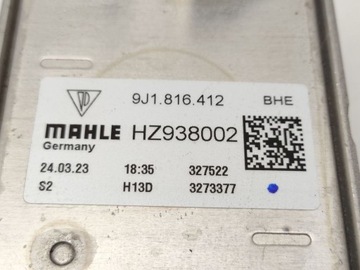 9J1.816.412 BHE
MAHLE HZ938002
Germany
24.03.23 18:35 327522
S2 H13D 3273377